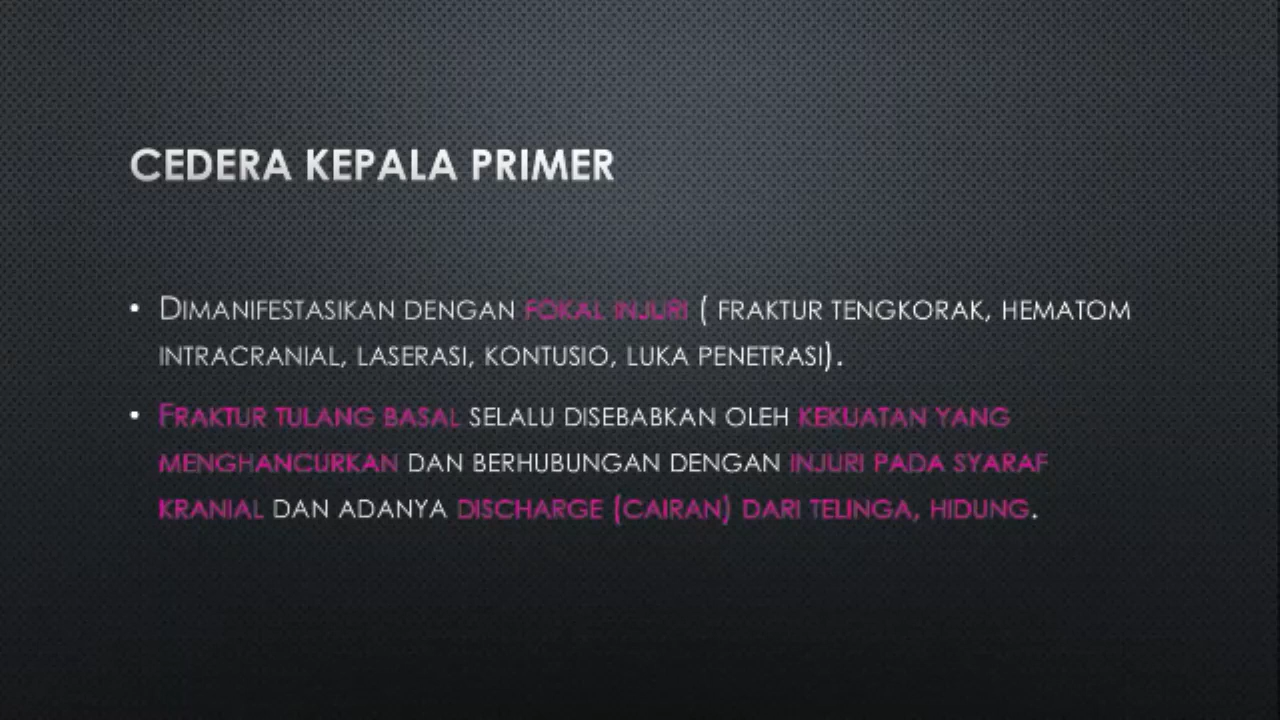 CEDERA KEPALA PRIMER
• DIMANIFESTASIKAN DENGAN FOKAL INJURI ( FRAKTUR TENGKORAK, HEMATOM
INTRACRANIAL, LASERASI, KONTUSIO, LUKA PENETRASI).
• FRAKTUR TULANG BASAL SELALU DISEBABKAN OLEH KEKUATAN YANG
MENGHANCURKAN DAN BERHUBUNGAN DENGAN INJURI PADA SYARAF
KRANIAL DAN ADANYA DISCHARGE (CAIRAN) DARI TELINGA, HIDUNG.